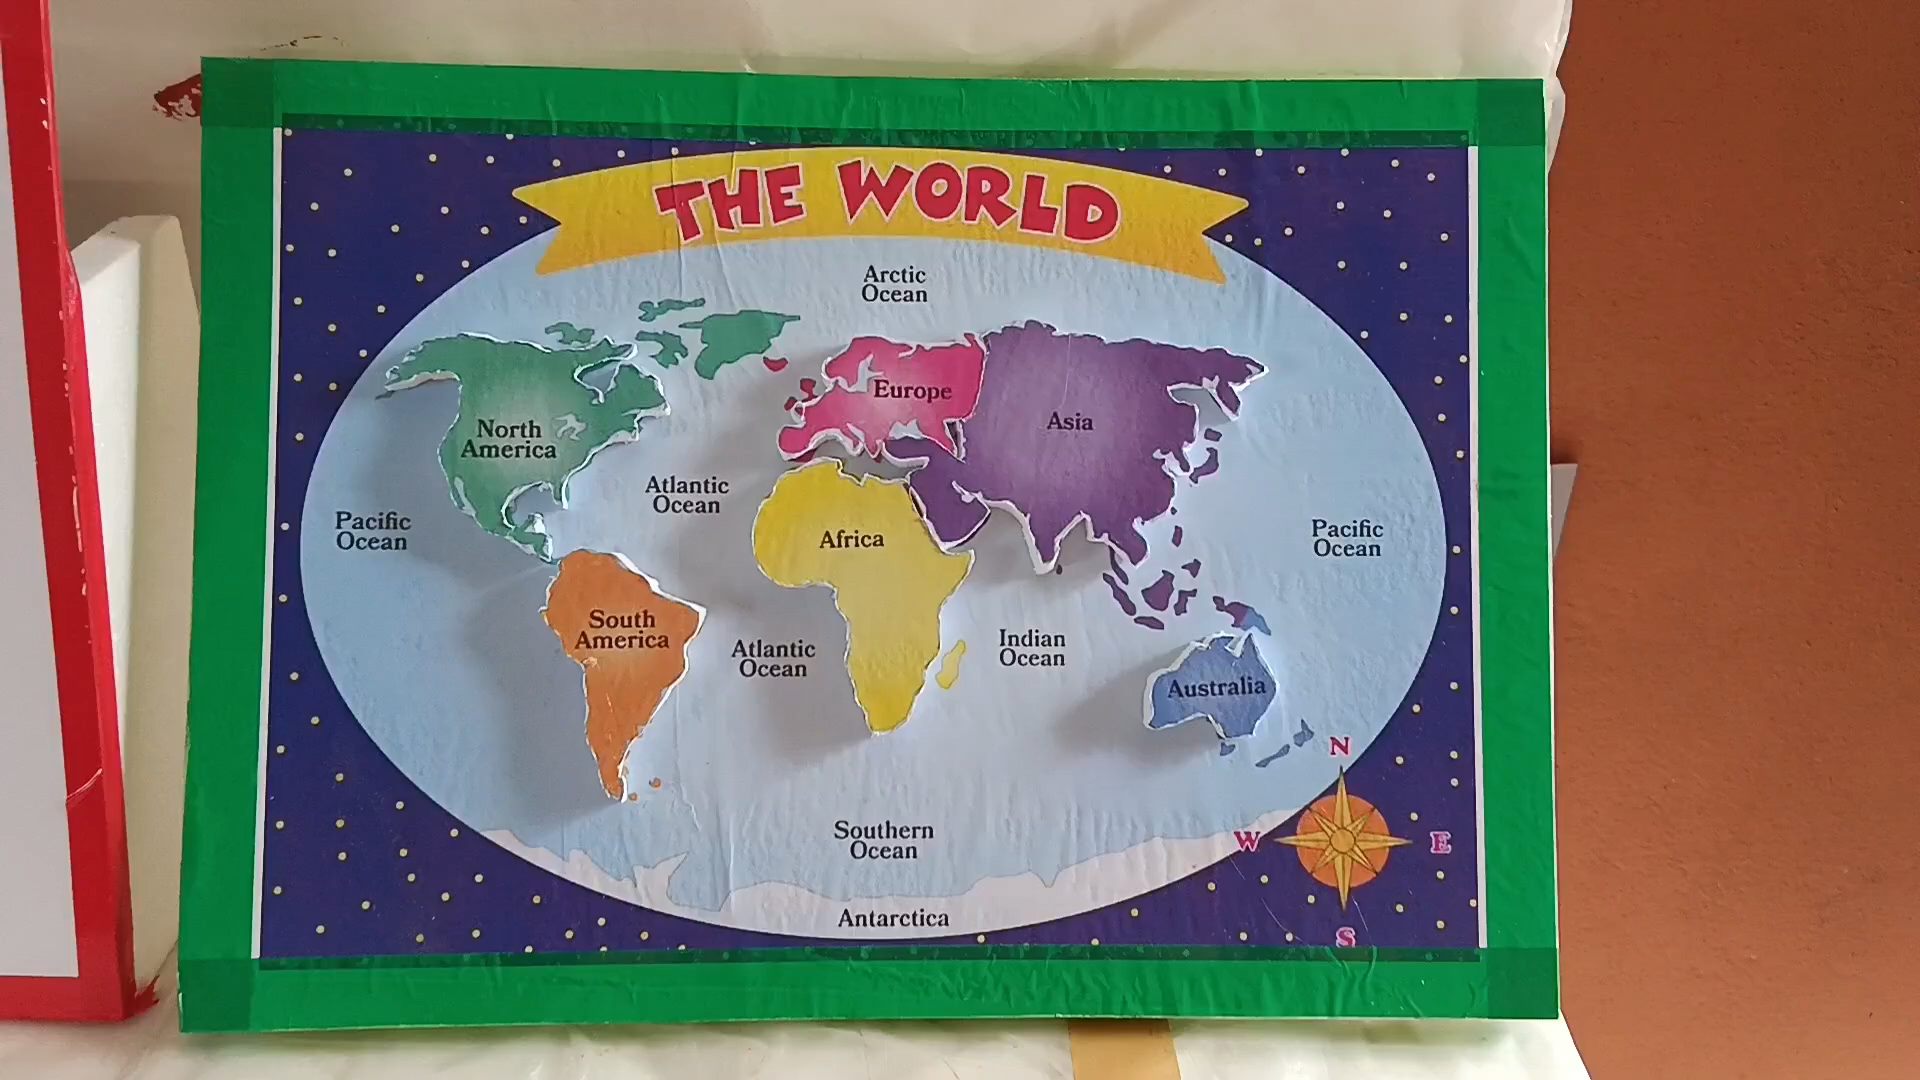 THE WORLD
Arctic
Ocean
Europe
Asia
North
America
Atlantic
Ocean
Pacific
Ocean
Africa
Pacific
Ocean
South
America
Atlantic
Ocean
Indian
Ocean
Australia
N
Southern
Ocean
W
E
Antarctica
S